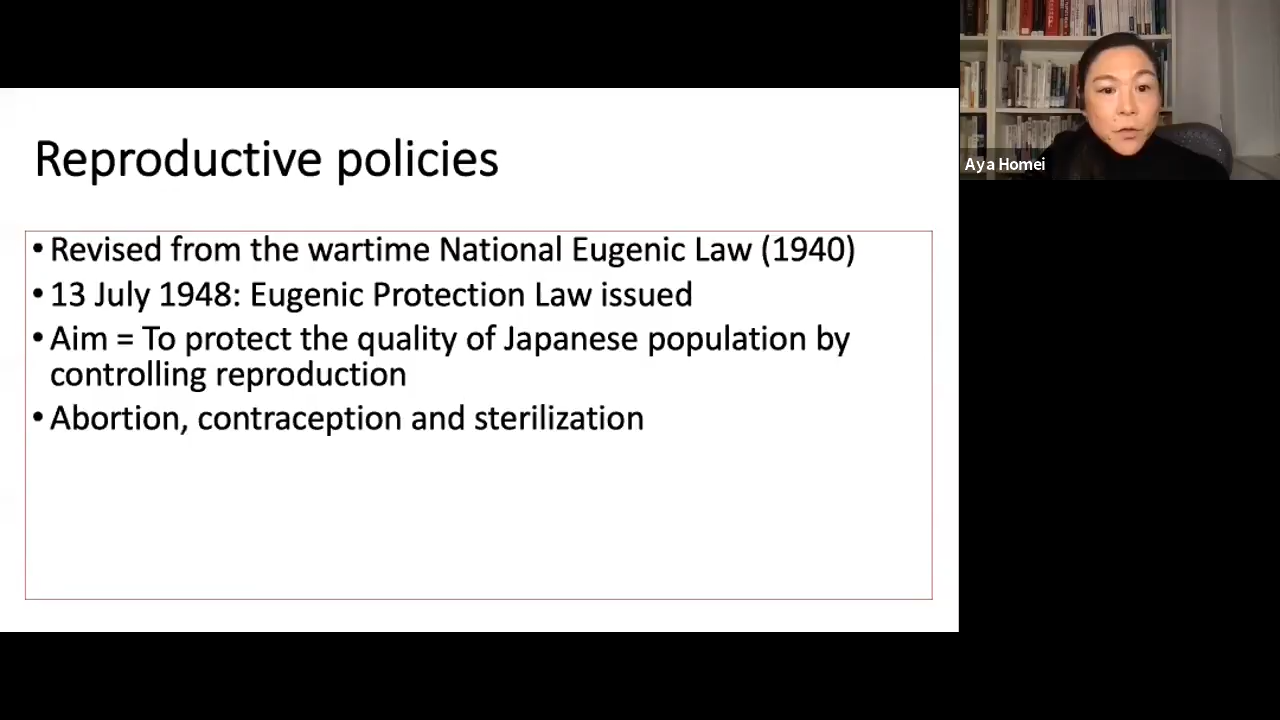 Reproductive policies
• Revised from the wartime National Eugenic Law (1940)
• 13 July 1948: Eugenic Protection Law issued
• Aim = To protect the quality of Japanese population by
controlling reproduction
• Abortion, contraception and sterilization
Aya Homei